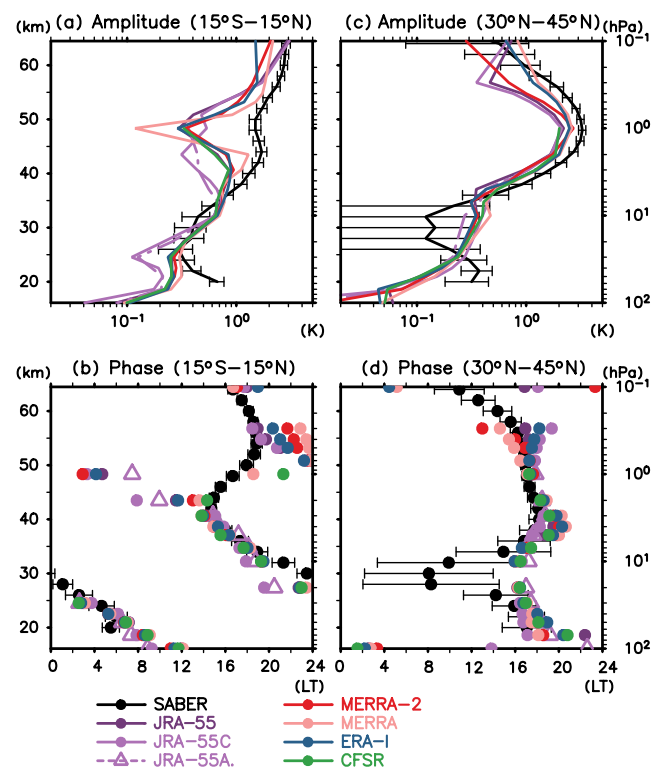 (a) Amplitude (15°S−15°N)
(c) Amplitude (30°N−45°N)
(km)
(hPa)
60
50
40
30
20
10⁻¹
10⁰
10¹
10²
10⁻¹
10⁰
(K)
10⁻¹
10⁰
(K)
(b) Phase (15°S−15°N)
(d) Phase (30°N−45°N)
(km)
(hPa)
60
50
40
30
20
10⁻¹
10⁰
10¹
10²
0 4 8 12 16 20 24
(LT)
0 4 8 12 16 20 24
(LT)
SABER
JRA−55
JRA−55C
JRA−55A.
MERRA−2
MERRA
ERA−I
CFSR